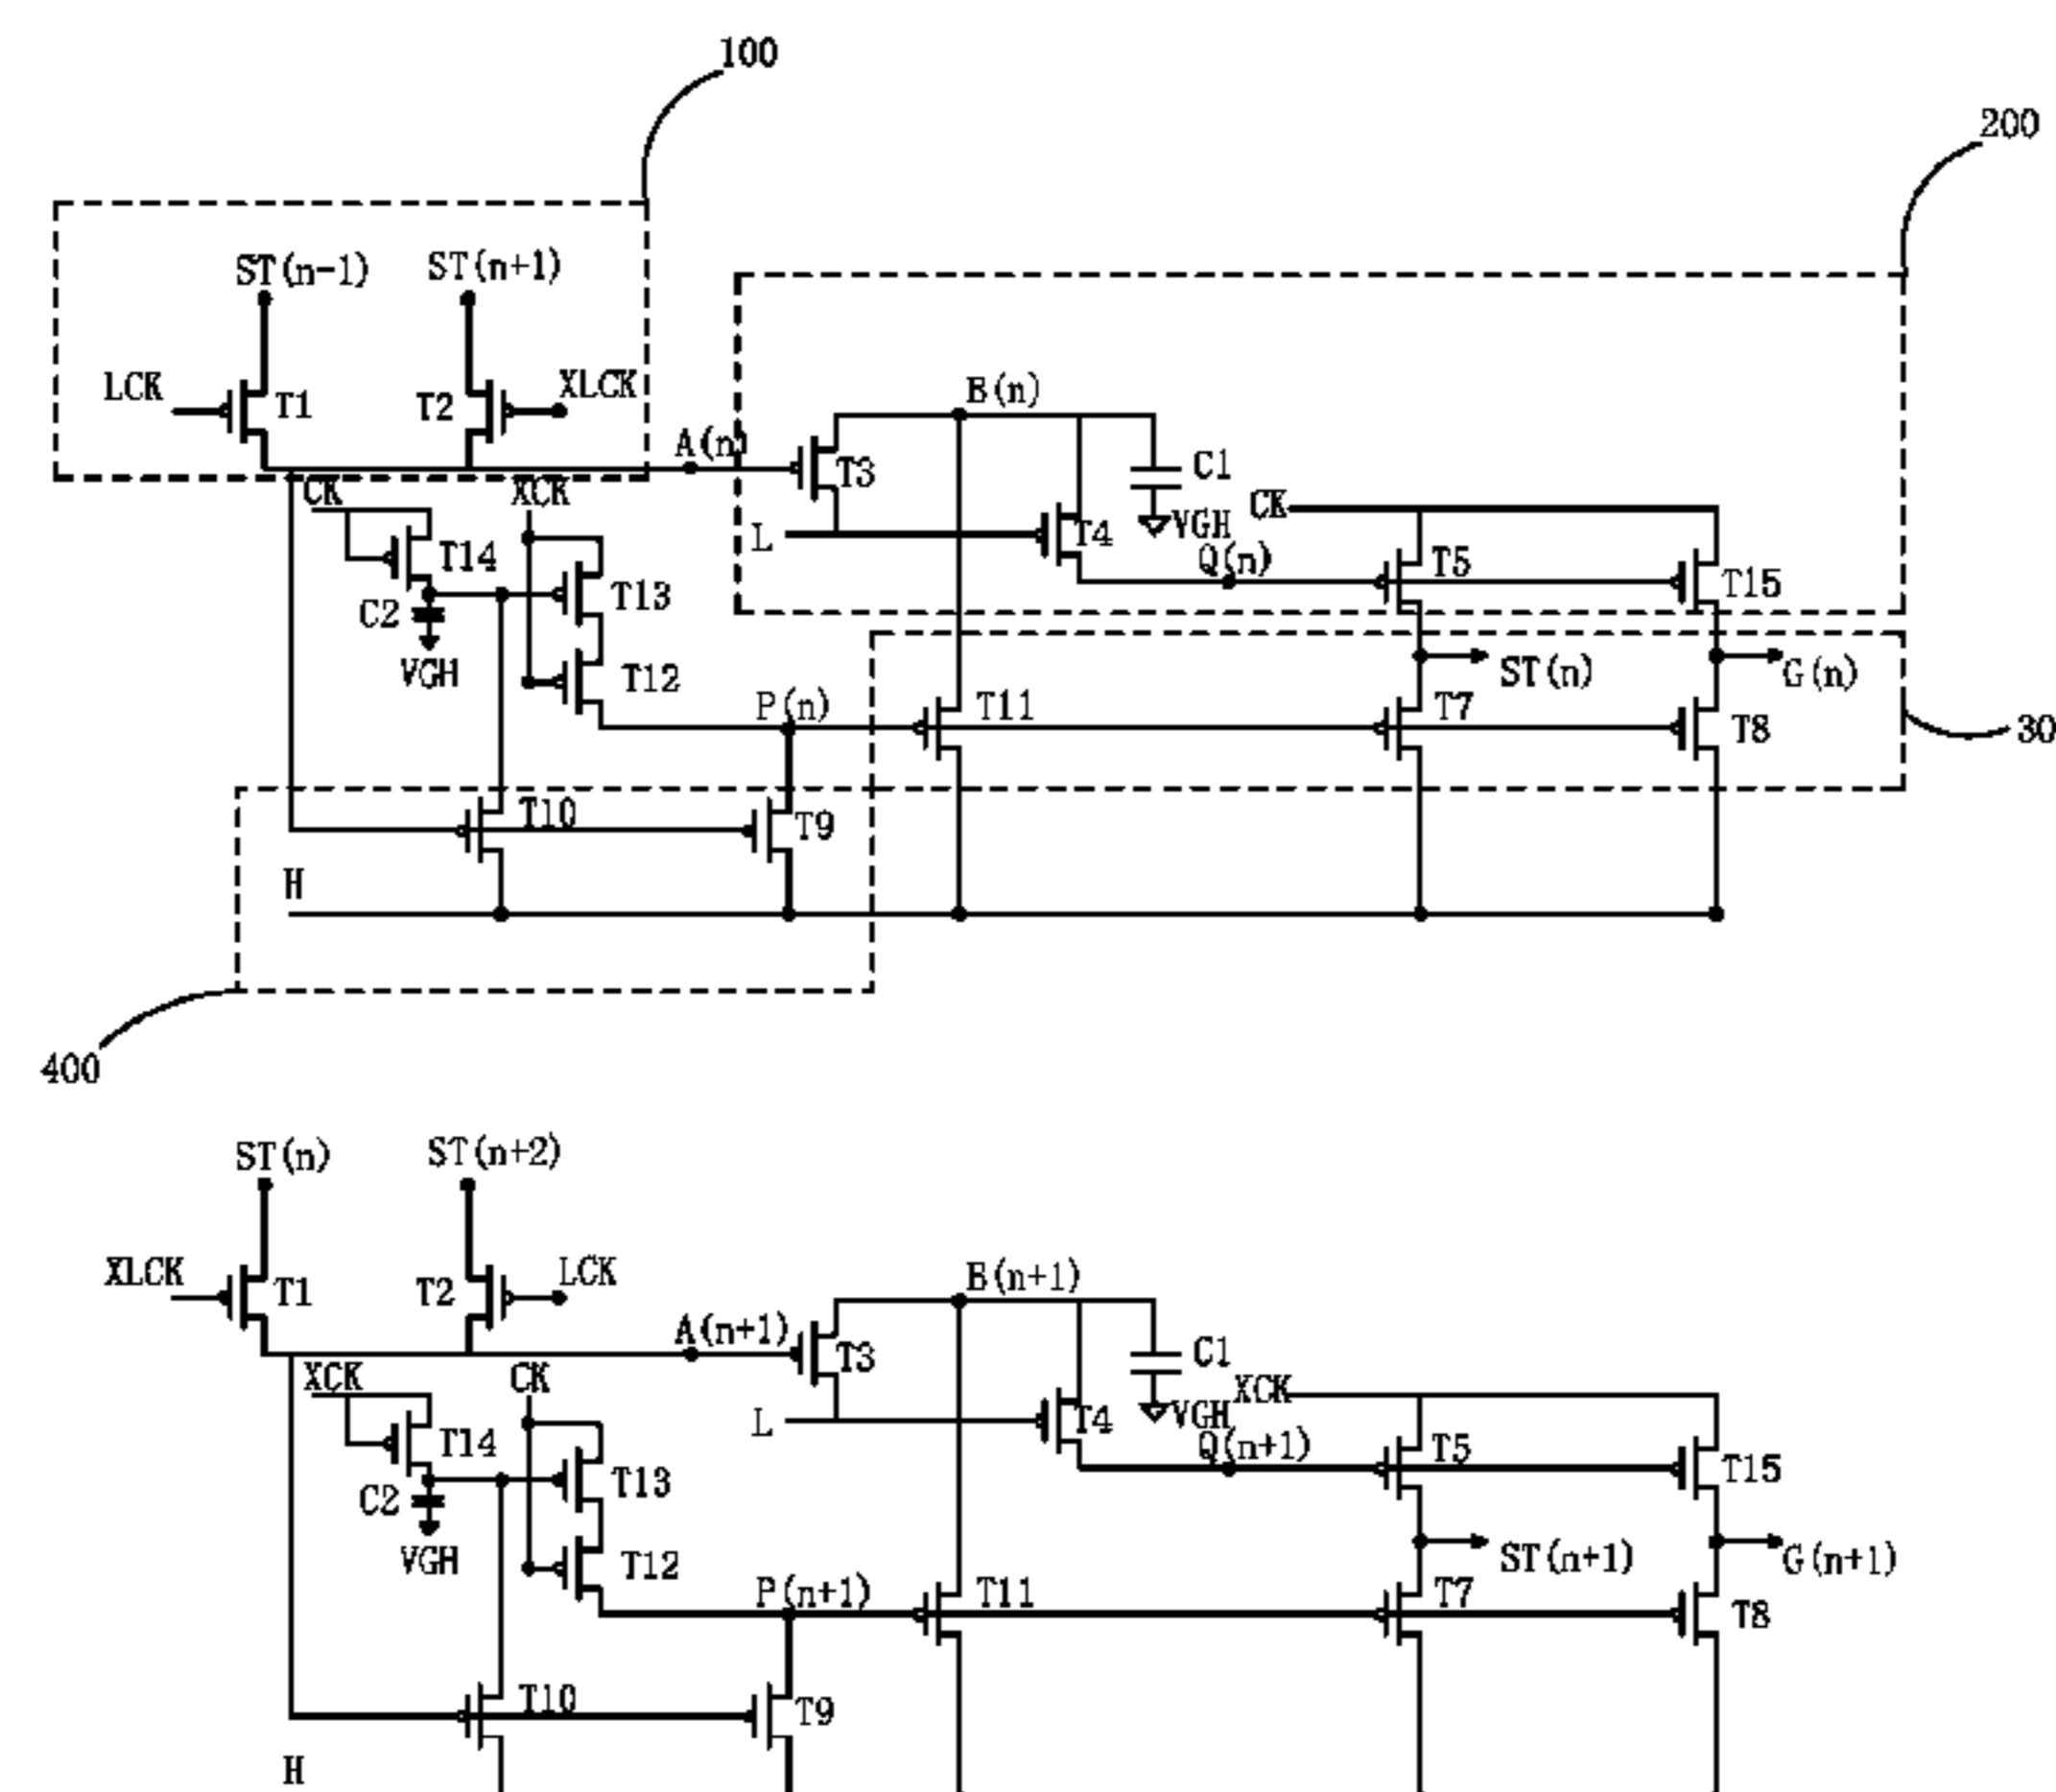 100
200
ST(n-1)
ST(n+1)
LCK
T1
T2
XLCK
A(n)
B(n)
T3
C1
CK
XCK
L
T4
VGH
CK
Q(n)
T14
T13
T5
T15
C2
VGH
T12
ST(n)
G(n)
P(n)
T11
T7
T8
30
T10
T9
H
400
ST(n)
ST(n+2)
XLCK
T1
T2
LCK
A(n+1)
B(n+1)
T3
C1
XCK
CK
L
T4
VGH
XCK
Q(n+1)
T14
T13
T5
T15
C2
VGH
T12
ST(n+1)
G(n+1)
P(n+1)
T11
T7
T8
T10
T9
H